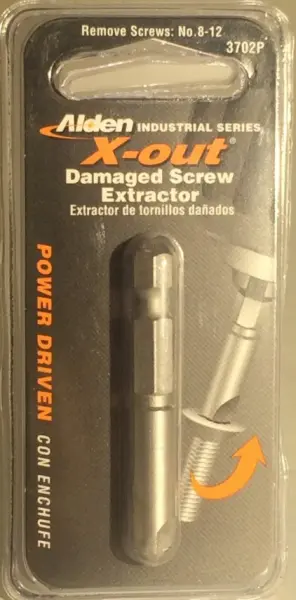 Remove Screws: No.8-12
3702P
Alden INDUSTRIAL SERIES
X-out®
Damaged Screw
Extractor
Extractor de tornillos dañados
POWER DRIVEN
CON ENCHUFE